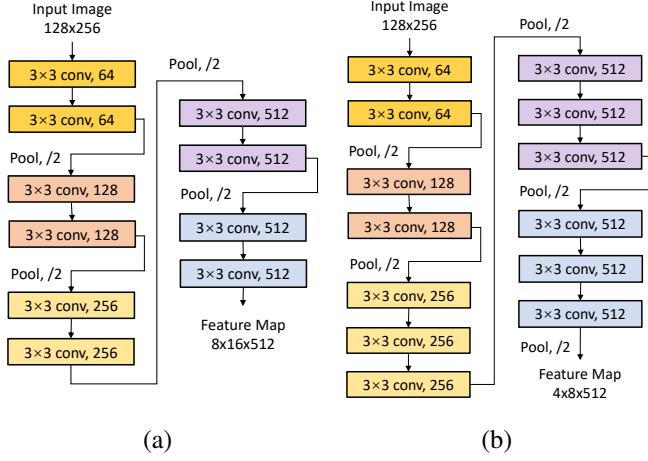 Input Image
128x256
3×3 conv, 64
3×3 conv, 64
Pool, /2
3×3 conv, 128
3×3 conv, 128
Pool, /2
3×3 conv, 256
3×3 conv, 256
Pool, /2
3×3 conv, 512
3×3 conv, 512
Pool, /2
3×3 conv, 512
3×3 conv, 512
Feature Map
8x16x512
(a)
Input Image
128x256
3×3 conv, 64
3×3 conv, 64
Pool, /2
3×3 conv, 128
3×3 conv, 128
Pool, /2
3×3 conv, 256
3×3 conv, 256
3×3 conv, 256
Pool, /2
3×3 conv, 512
3×3 conv, 512
3×3 conv, 512
Pool, /2
3×3 conv, 512
3×3 conv, 512
3×3 conv, 512
Pool, /2
Feature Map
4x8x512
(b)